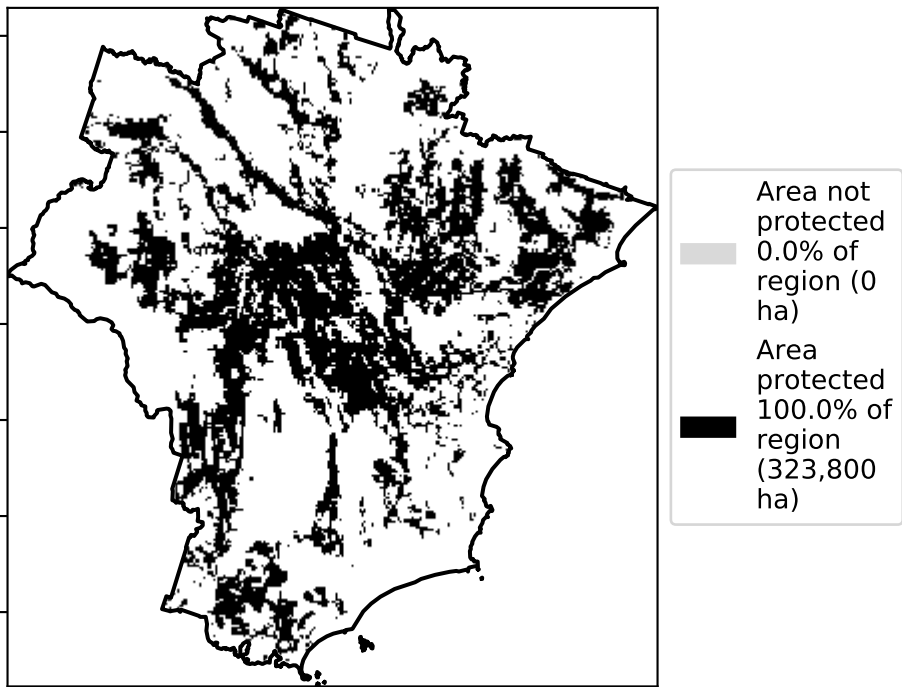 Area not
protected
0.0% of
region (0
ha)
Area
protected
100.0% of
region
(323,800
ha)